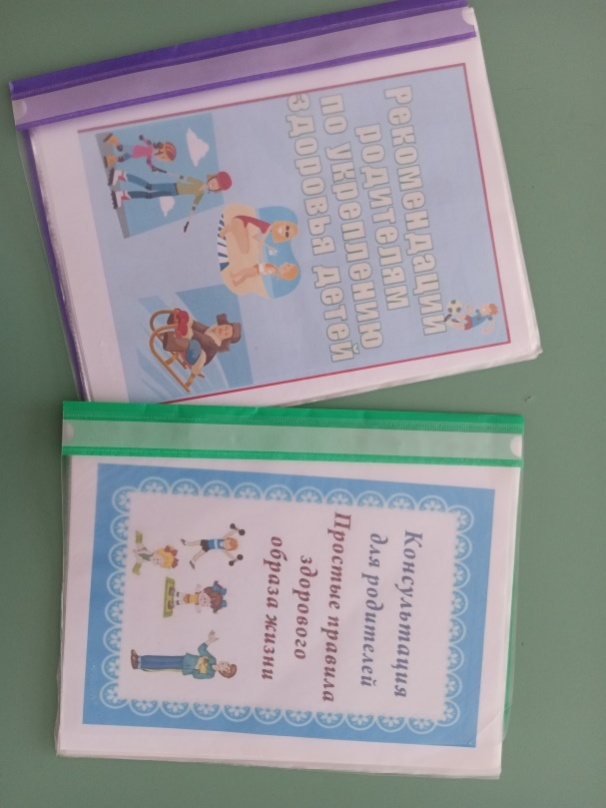 рекомендации
родителям
по укреплению
здоровья детей
Консультация
для родителей
Простые правила
здорового
образа жизни